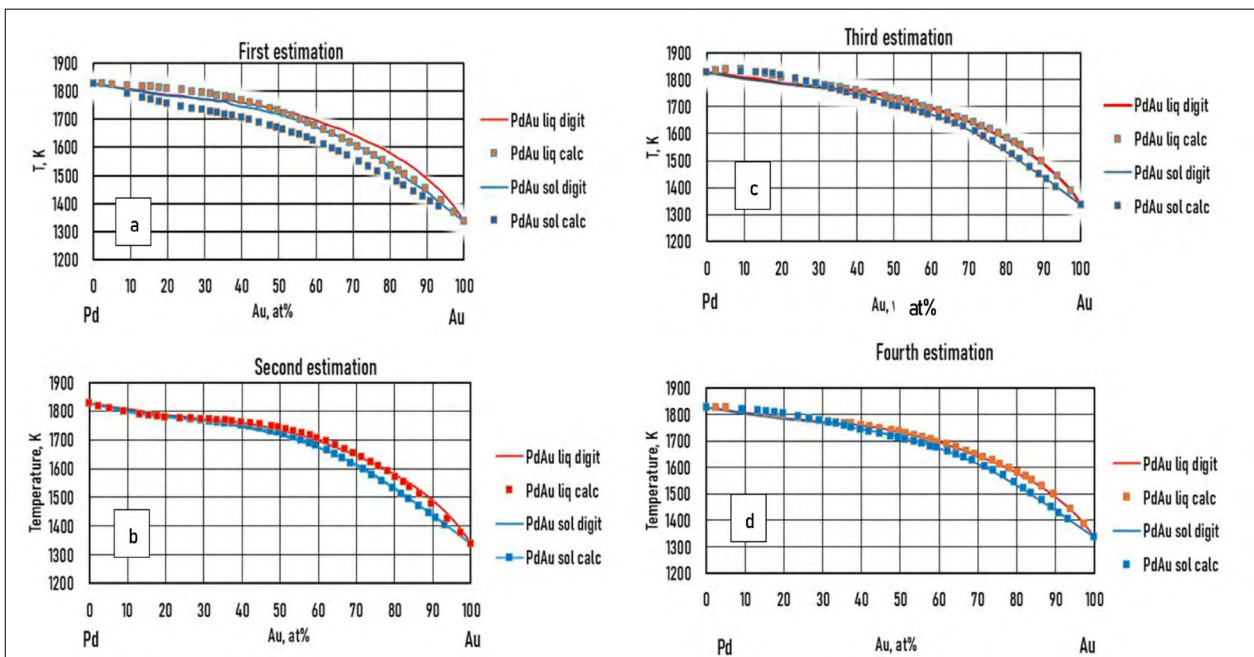 First estimation
1900
1800
1700
1600
1500
1400
1300
1200
T, K
a
0 10 20 30 40 50 60 70 80 90 100
Pd Au, at% Au
PdAu liq digit
PdAu liq calc
PdAu sol digit
PdAu sol calc
Second estimation
1900
1800
1700
1600
1500
1400
1300
1200
Temperature, K
b
0 10 20 30 40 50 60 70 80 90 100
Pd Au, at% Au
PdAu liq digit
PdAu liq calc
PdAu sol digit
PdAu sol calc
Third estimation
1900
1800
1700
1600
1500
1400
1300
1200
T, K
c
0 10 20 30 40 50 60 70 80 90 100
Pd Au, at% Au
PdAu liq digit
PdAu liq calc
PdAu sol digit
PdAu sol calc
Fourth estimation
1900
1800
1700
1600
1500
1400
1300
1200
Temperature, K
d
0 10 20 30 40 50 60 70 80 90 100
Pd Au, at% Au
PdAu liq digit
PdAu liq calc
PdAu sol digit
PdAu sol calc